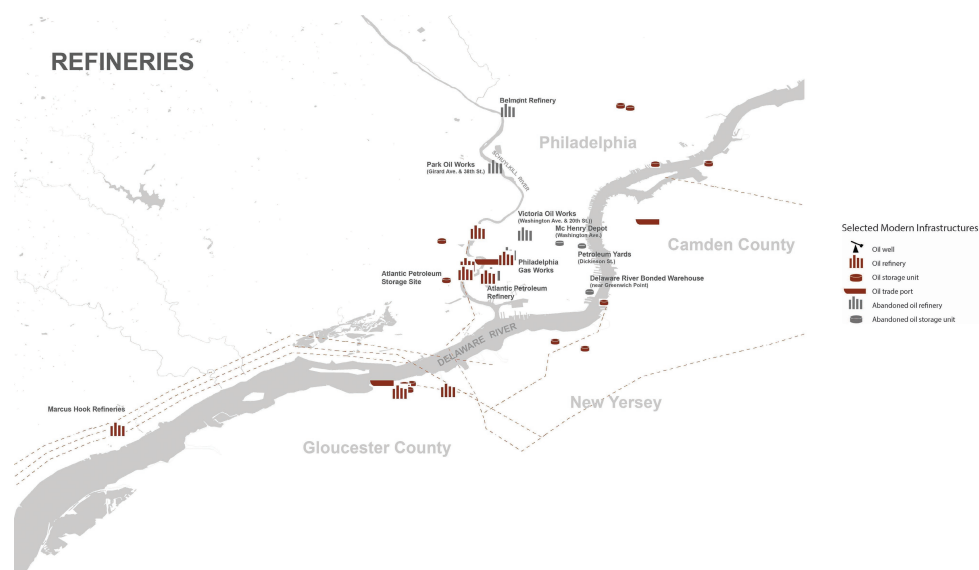 REFINERIES
Belmont Refinery
Philadelphia
Park Oil Works
(Girard Ave. & 38th St.)
SCHUYLKILL RIVER
Victoria Oil Works
(Washington Ave. & 20th St.))
Mc Henry Depot
(Washington Ave.)
Camden County
Petroleum Yards
(Dickinson St.)
Philadelphia
Gas Works
Atlantic Petroleum
Storage Site
Delaware River Bonded Warehouse
(near Greenwich Point)
Atlantic Petroleum
Refinery
DELAWARE RIVER
New Yersey
Marcus Hook Refineries
Gloucester County
Selected Modern Infrastructures
Oil well
Oil refinery
Oil storage unit
Oil trade port
Abandoned oil refinery
Abandoned oil storage unit